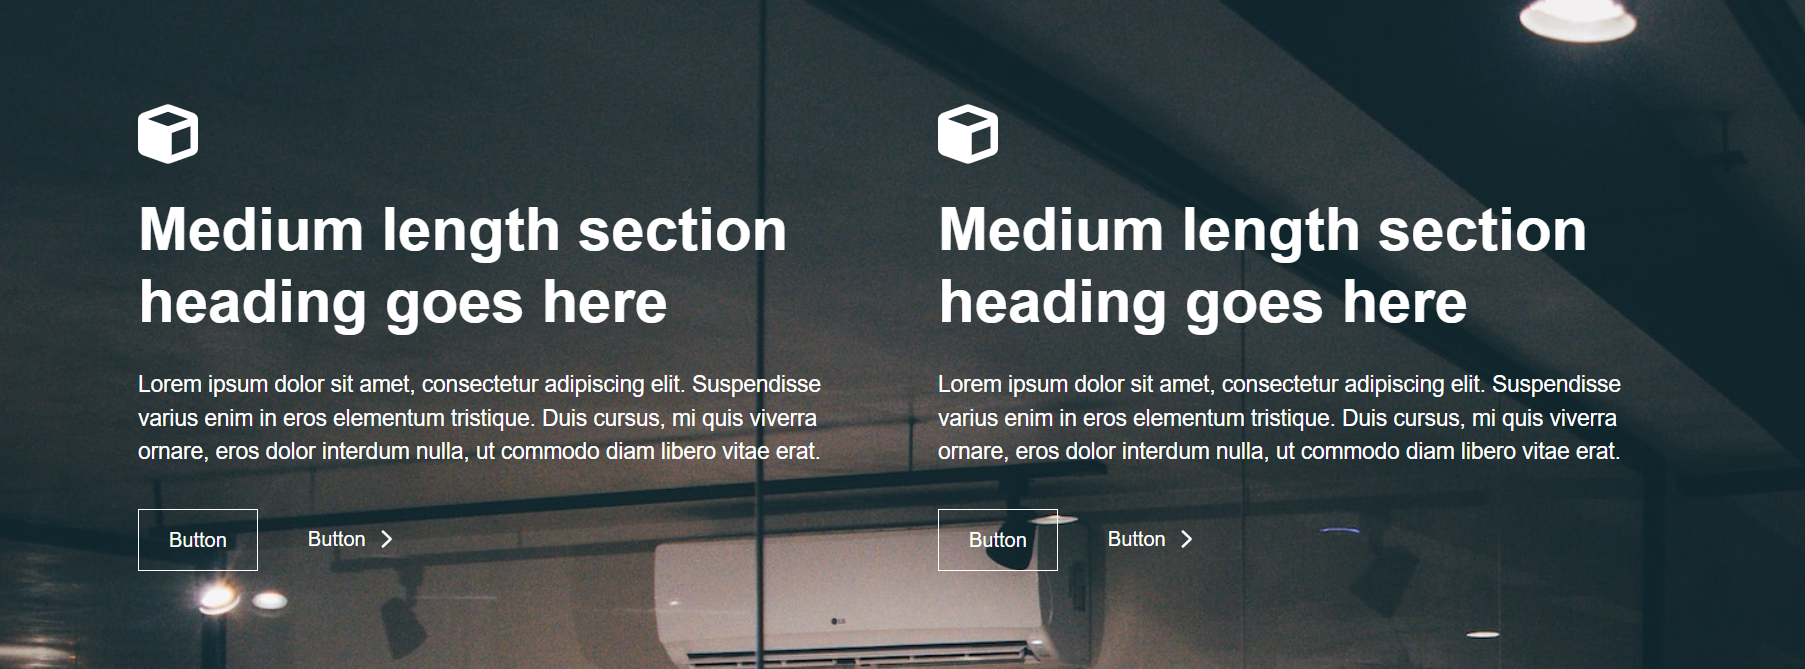 Medium length section
heading goes here
Lorem ipsum dolor sit amet, consectetur adipiscing elit. Suspendisse
varius enim in eros elementum tristique. Duis cursus, mi quis viverra
ornare, eros dolor interdum nulla, ut commodo diam libero vitae erat.
Button
Button
Medium length section
heading goes here
Lorem ipsum dolor sit amet, consectetur adipiscing elit. Suspendisse
varius enim in eros elementum tristique. Duis cursus, mi quis viverra
ornare, eros dolor interdum nulla, ut commodo diam libero vitae erat.
Button
Button
LG